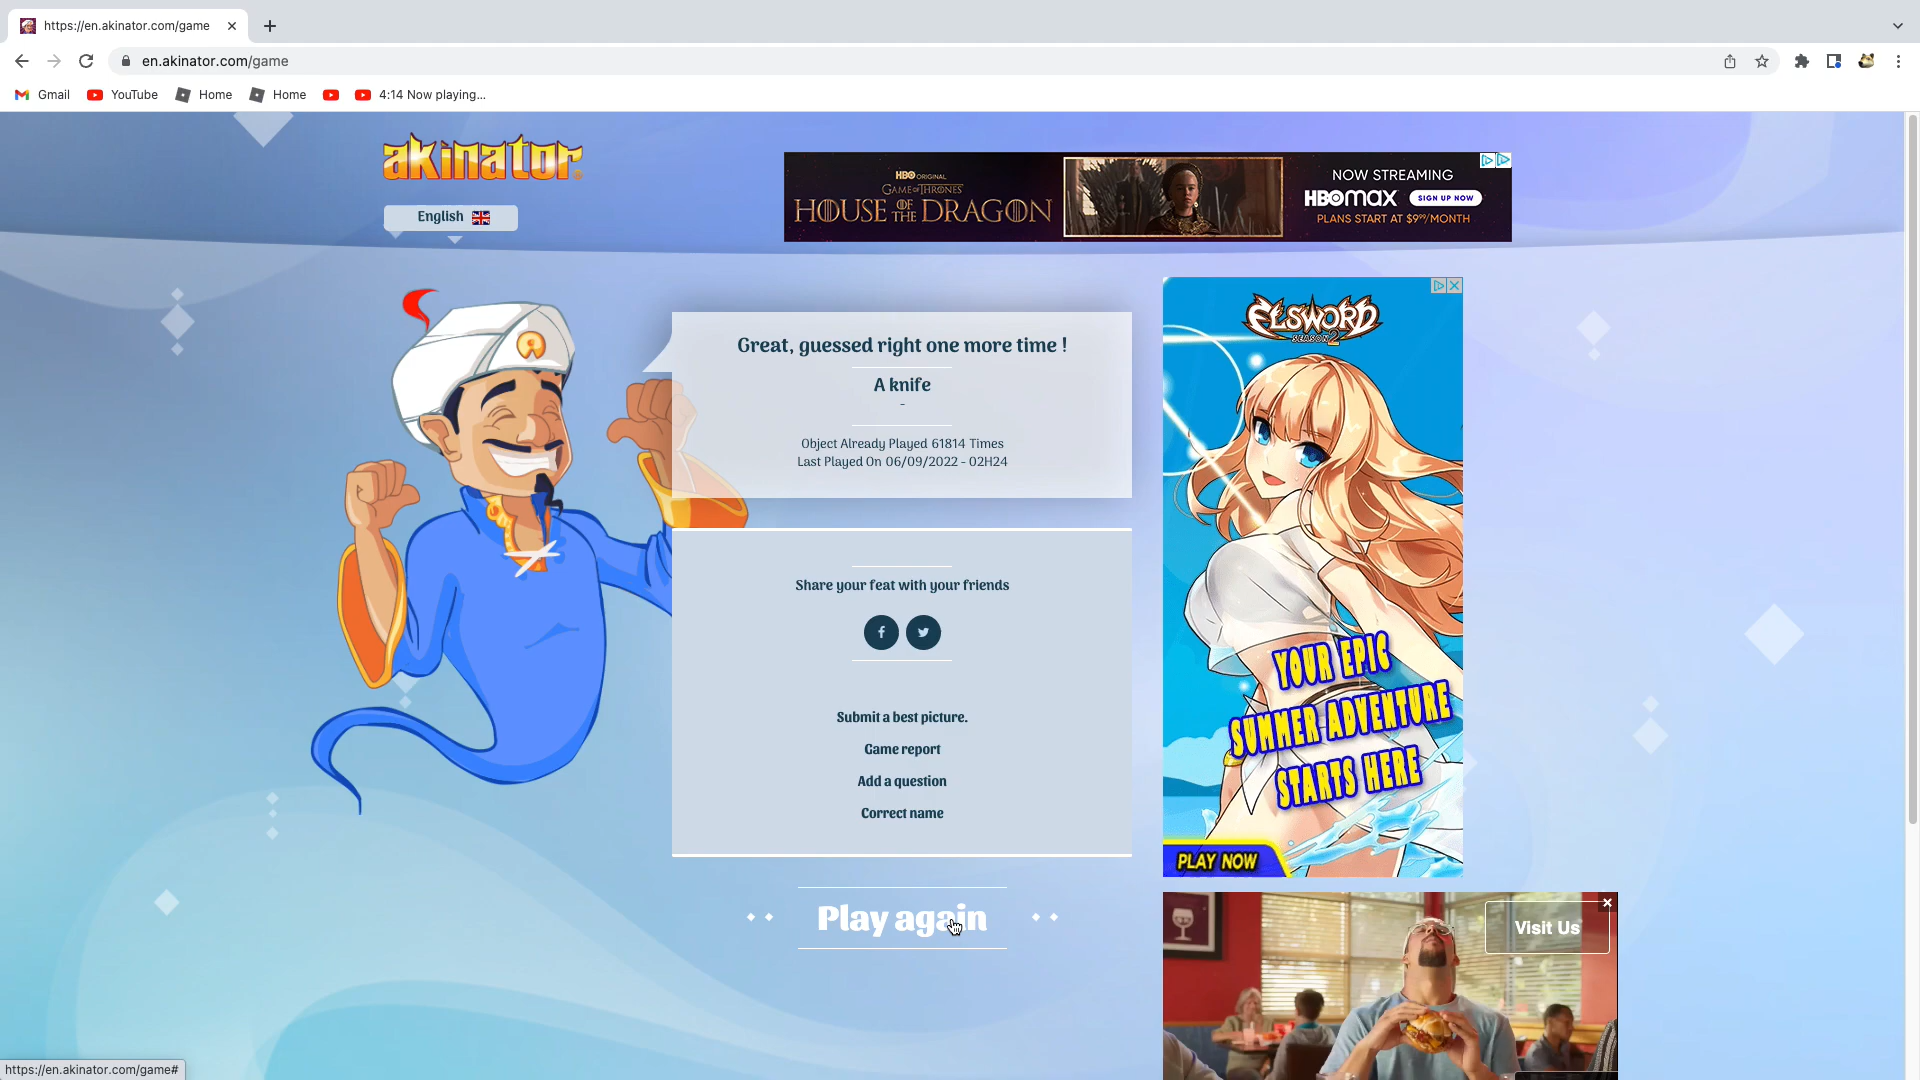 https://en.akinator.com/game
en.akinator.com/game
Gmail
YouTube
Home
Home
4:14 Now playing...
akinator
English
HBO ORIGINAL
GAME OF THRONES
HOUSE OF THE DRAGON
NOW STREAMING
HBOMAX
SIGN UP NOW
PLANS START AT $9.99/MONTH
Great, guessed right one more time !
A knife
-
Object Already Played 61814 Times
Last Played On 06/09/2022 - 02H24
Share your feat with your friends
Submit a best picture.
Game report
Add a question
Correct name
Play again
ELSWORD
SEASON 2
YOUR EPIC
SUMMER ADVENTURE
STARTS HERE
PLAY NOW
Visit Us
https://en.akinator.com/game#